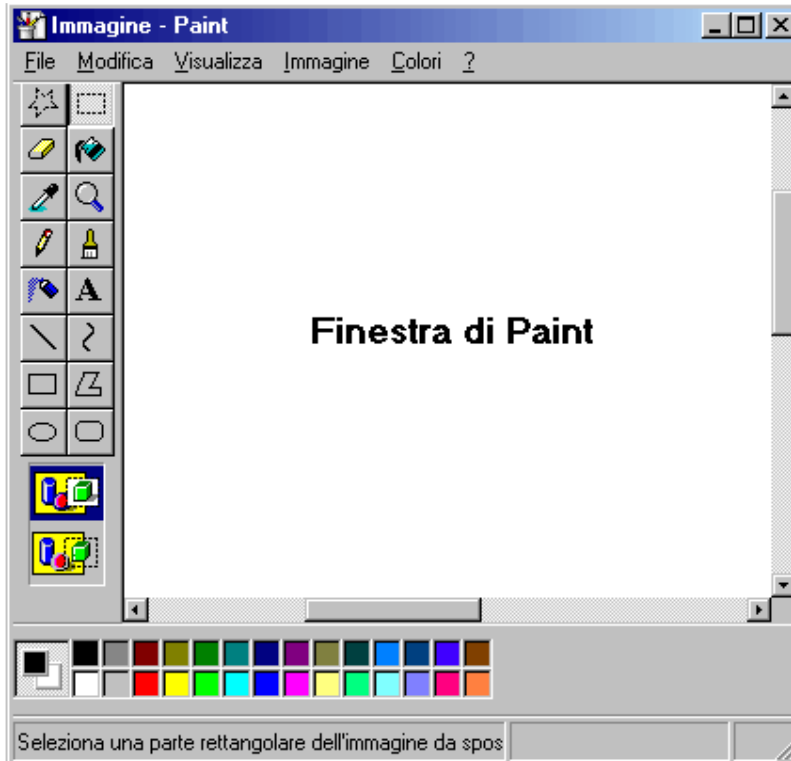 Immagine - Paint
File Modifica Visualizza Immagine Colori ?
A
Finestra di Paint
Seleziona una parte rettangolare dell'immagine da spos